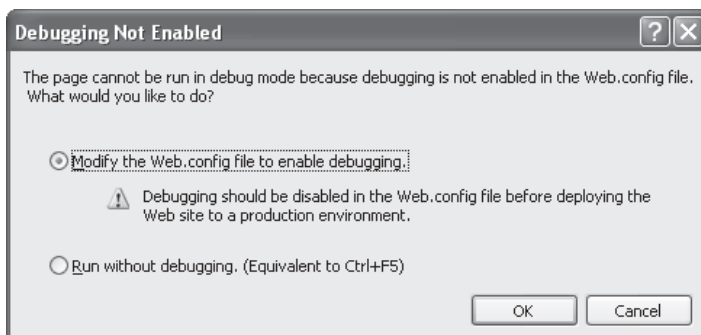 Debugging Not Enabled
The page cannot be run in debug mode because debugging is not enabled in the Web.config file.
What would you like to do?
Modify the Web.config file to enable debugging.
Debugging should be disabled in the Web.config file before deploying the
Web site to a production environment.
Run without debugging. (Equivalent to Ctrl+F5)
OK
Cancel